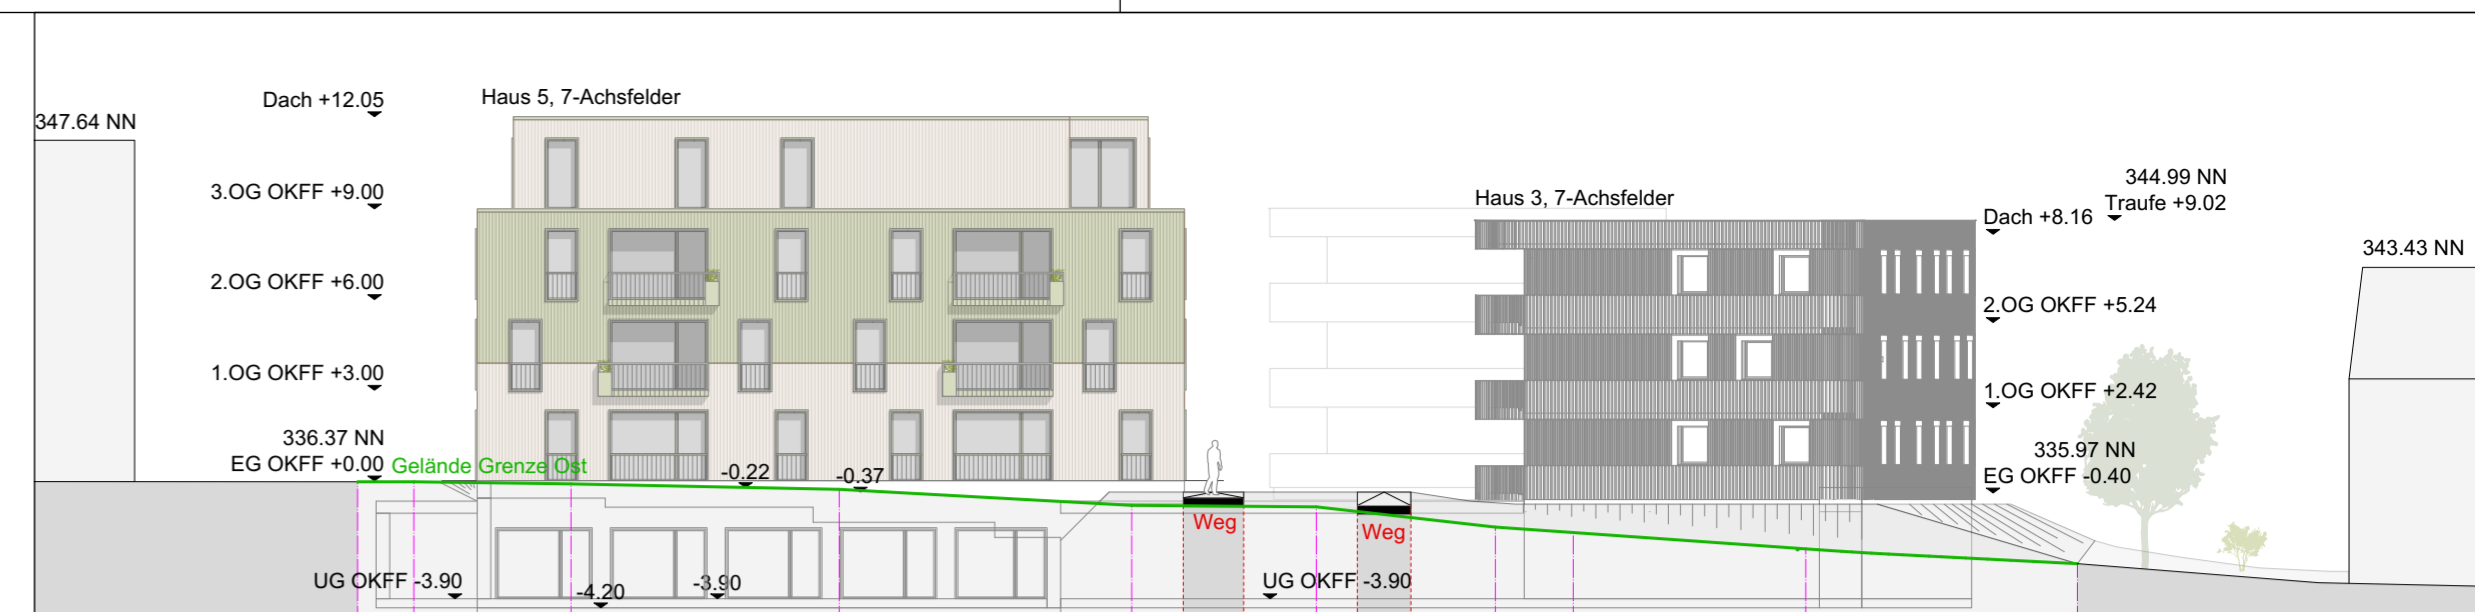 Dach +12.05
Haus 5, 7-Achsfelder
347.64 NN
3.OG OKFF +9.00
Haus 3, 7-Achsfelder
344.99 NN
Traufe +9.02
Dach +8.16
343.43 NN
2.OG OKFF +6.00
2.OG OKFF +5.24
1.OG OKFF +3.00
1.OG OKFF +2.42
336.37 NN
EG OKFF +0.00
Gelände Grenze Ost
-0.22
-0.37
335.97 NN
EG OKFF -0.40
Weg
Weg
UG OKFF -3.90
-4.20
-3.90
UG OKFF -3.90